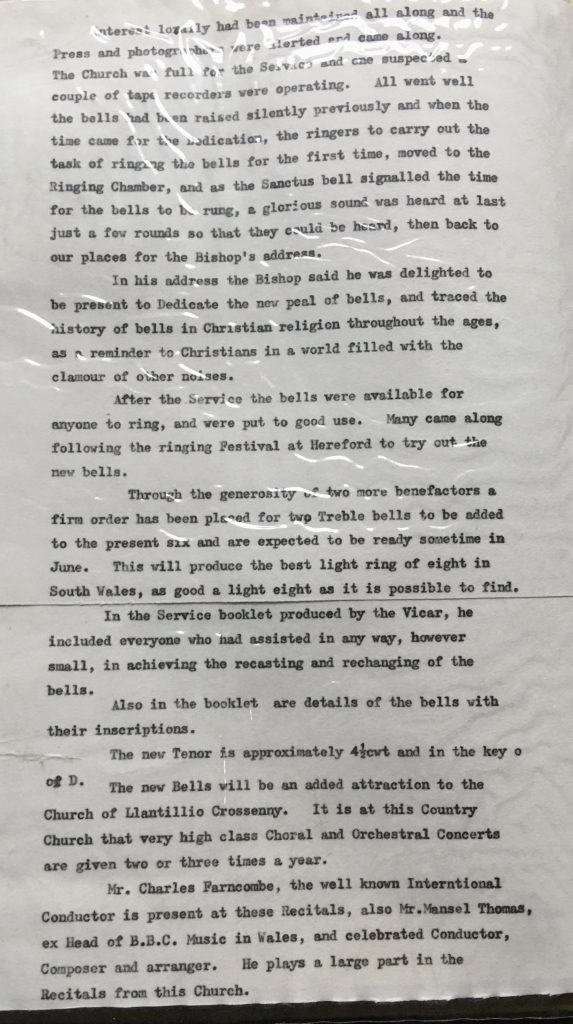 Interest locally had been maintained all along and the
Press and photographers were alerted and came along.
The Church was full for the Service and one suspected a
couple of tape recorders were operating. All went well
the bells had been raised silently previously and when the
time came for the Dedication, the ringers to carry out the
task of ringing the bells for the first time, moved to the
Ringing Chamber, and as the Sanctus bell signalled the time
for the bells to be rung, a glorious sound was heard at last
just a few rounds so that they could be heard, then back to
our places for the Bishop's address.
In his address the Bishop said he was delighted to
be present to Dedicate the new peal of bells, and traced the
history of bells in Christian religion throughout the ages,
as a reminder to Christians in a world filled with the
clamour of other noises.
After the Service the bells were available for
anyone to ring, and were put to good use. Many came along
following the ringing Festival at Hereford to try out the
new bells.
Through the generosity of two more benefactors a
firm order has been placed for two Treble bells to be added
to the present six and are expected to be ready sometime in
June. This will produce the best light ring of eight in
South Wales, as good a light eight as it is possible to find.
In the Service booklet produced by the Vicar, he
included everyone who had assisted in any way, however
small, in achieving the recasting and rechanging of the
bells.
Also in the booklet are details of the bells with
their inscriptions.
The new Tenor is approximately 4½cwt and in the key o
of D.
The new Bells will be an added attraction to the
Church of Llantillio Crossenny. It is at this Country
Church that very high class Choral and Orchestral Concerts
are given two or three times a year.
Mr. Charles Farncombe, the well known Interntional
Conductor is present at these Recitals, also Mr.Mansel Thomas,
ex Head of B.B.C. Music in Wales, and celebrated Conductor,
Composer and arranger. He plays a large part in the
Recitals from this Church.